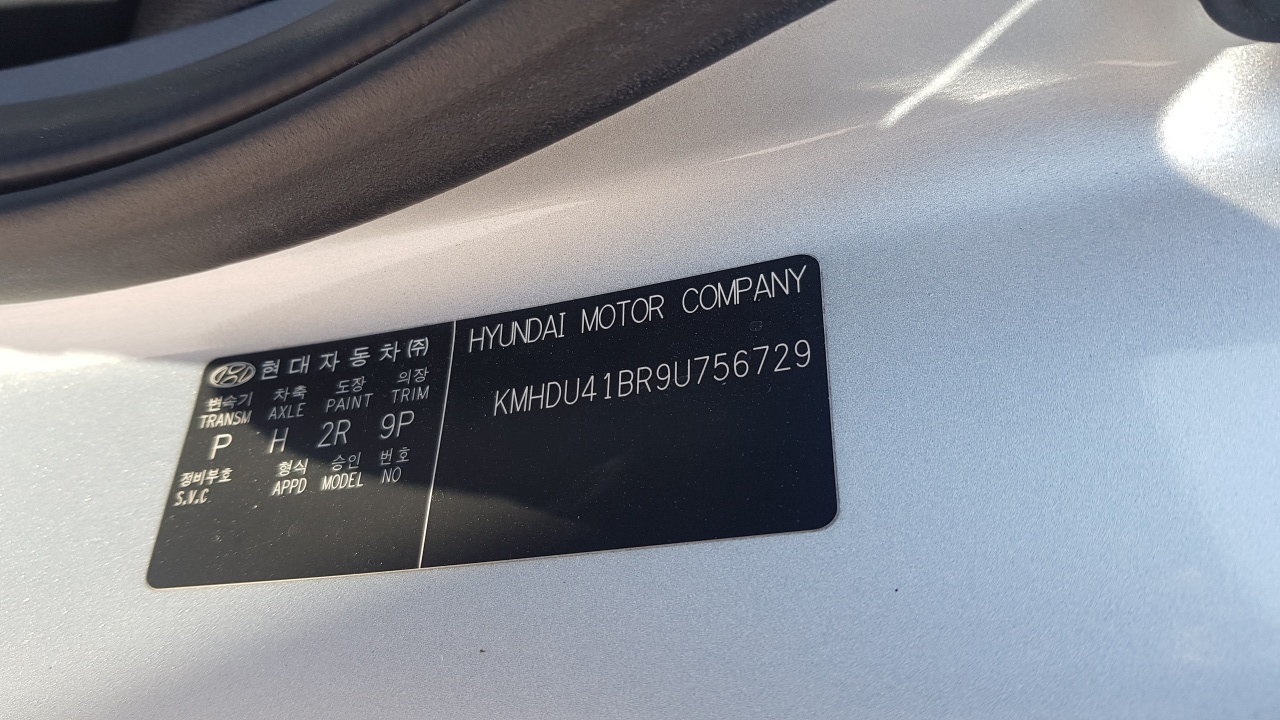 현대자동차(주)
변속기 차축 도장 의장
TRANSM AXLE PAINT TRIM
P H 2R 9P
정비부호 형식 승인 번호
S.V.C APPD MODEL NO
HYUNDAI MOTOR COMPANY
KMHDU41BR9U756729